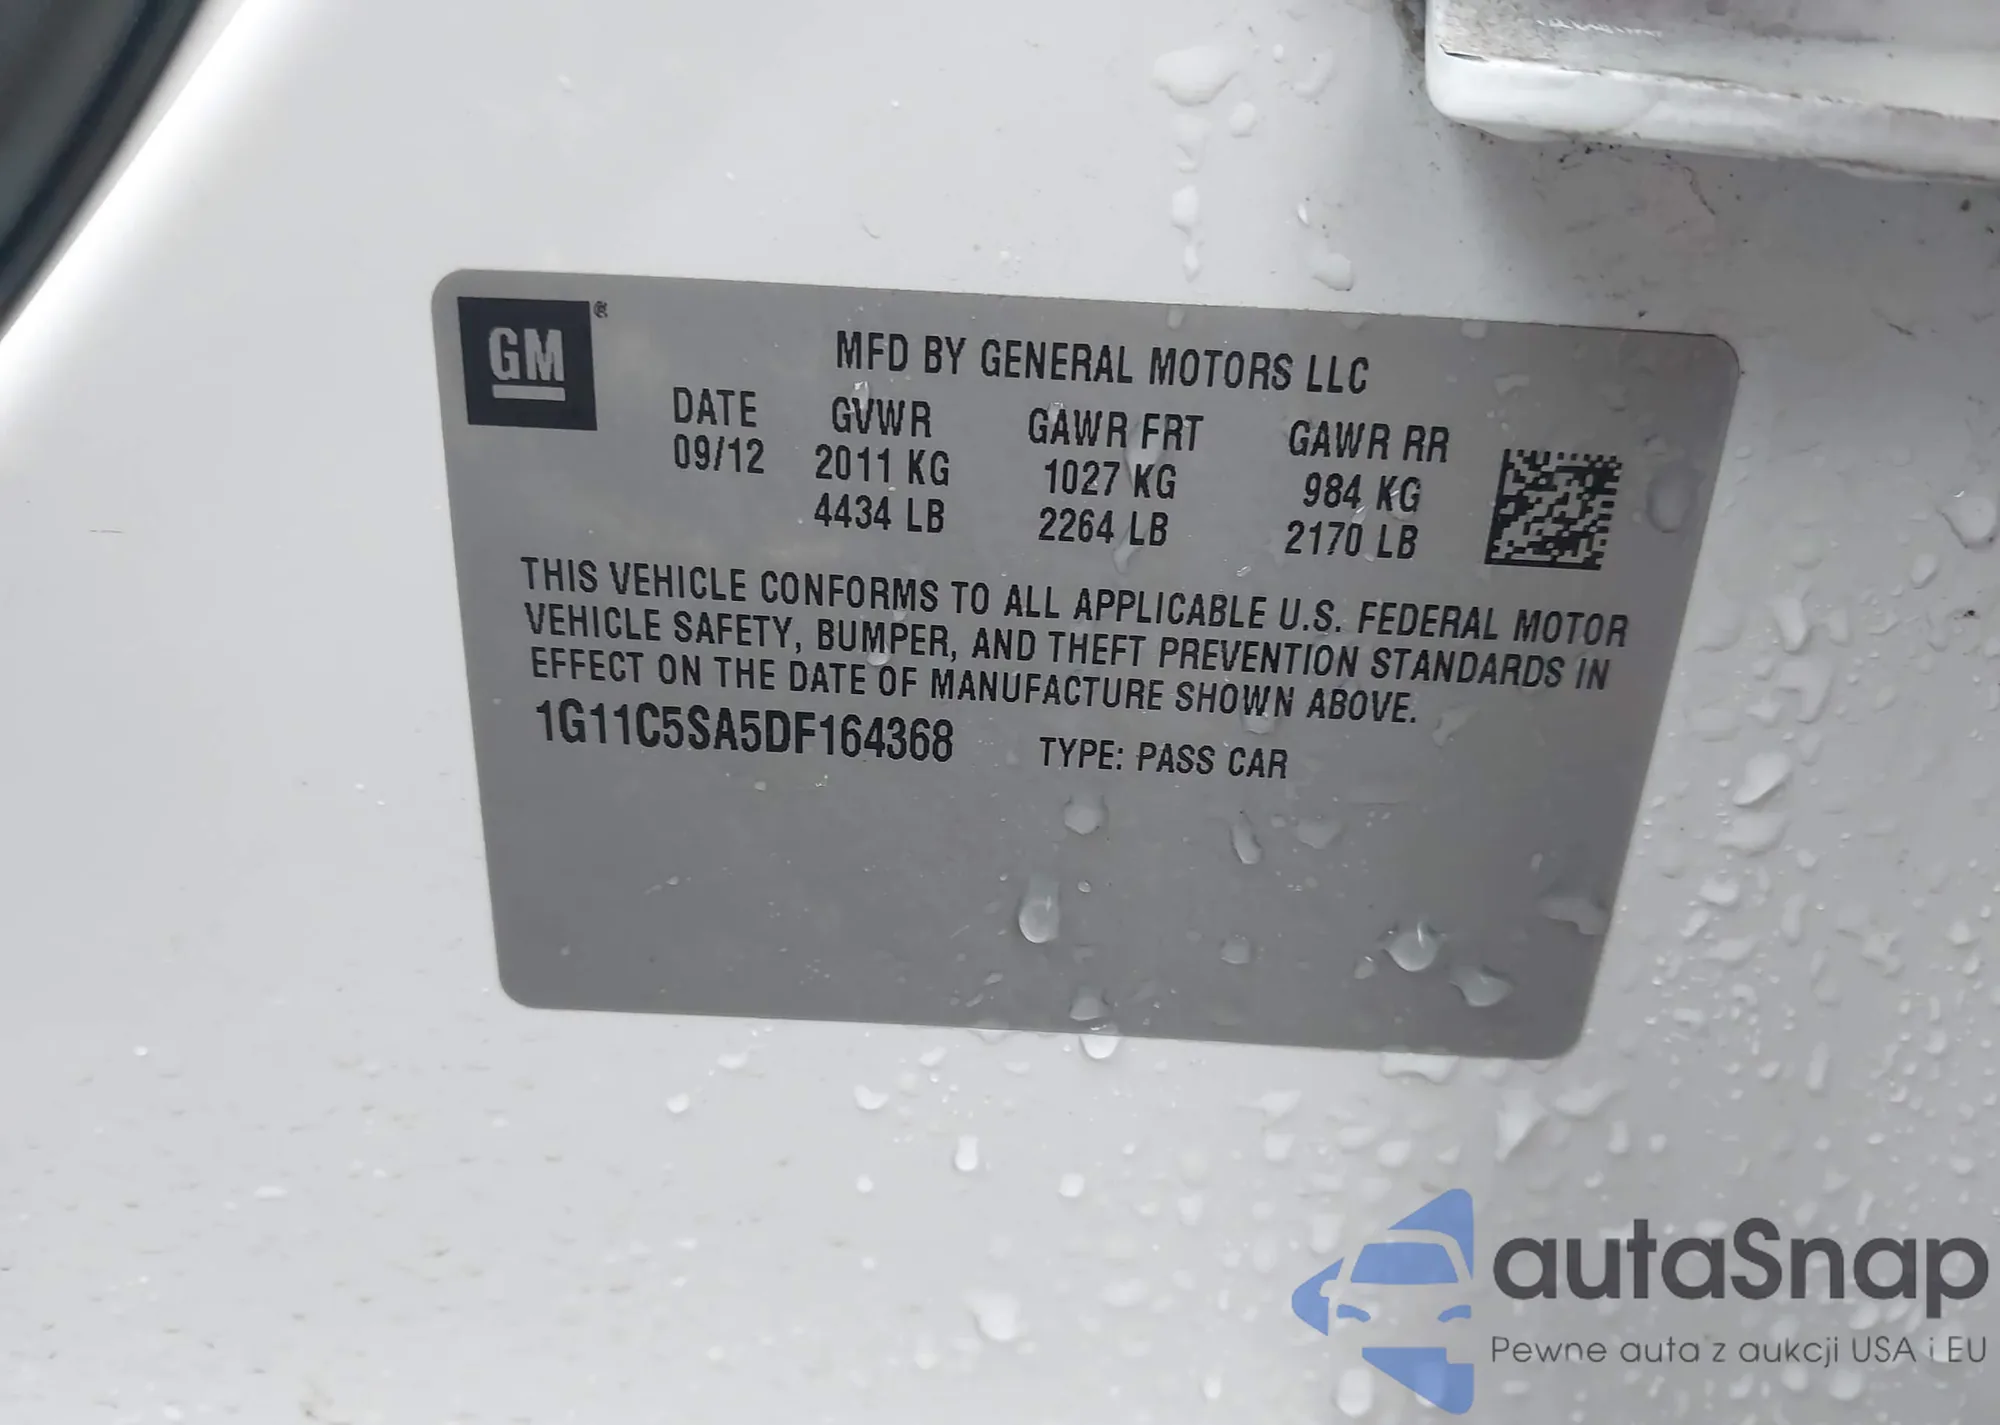 GM®
MFD BY GENERAL MOTORS LLC
DATE GVWR GAWR FRT GAWR RR
09/12 2011 KG 1027 KG 984 KG
4434 LB 2264 LB 2170 LB
THIS VEHICLE CONFORMS TO ALL APPLICABLE U.S. FEDERAL MOTOR
VEHICLE SAFETY, BUMPER, AND THEFT PREVENTION STANDARDS IN
EFFECT ON THE DATE OF MANUFACTURE SHOWN ABOVE.
1G11C5SA5DF164368 TYPE: PASS CAR
autaSnap
Pewne auta z aukcji USA i EU